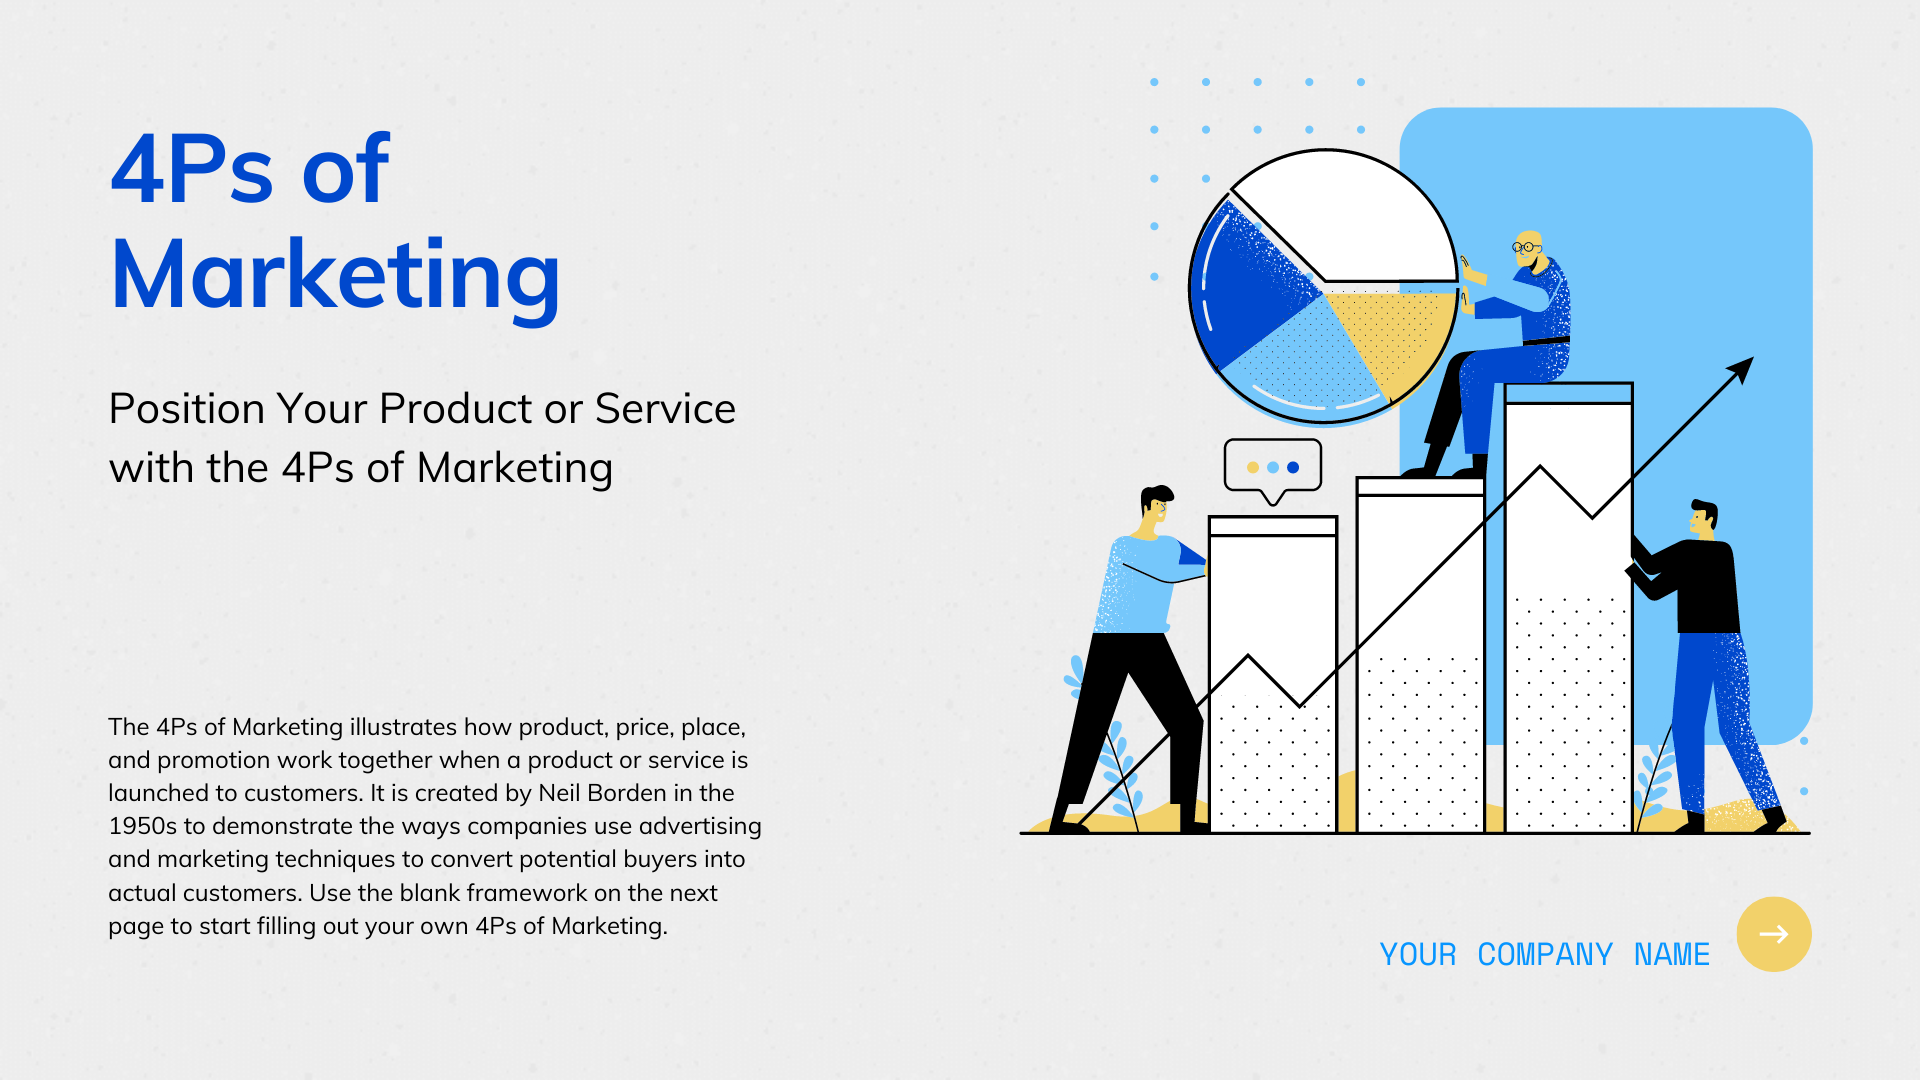 4Ps of
Marketing
Position Your Product or Service
with the 4Ps of Marketing
The 4Ps of Marketing illustrates how product, price, place,
and promotion work together when a product or service is
launched to customers. It is created by Neil Borden in the
1950s to demonstrate the ways companies use advertising
and marketing techniques to convert potential buyers into
actual customers. Use the blank framework on the next
page to start filling out your own 4Ps of Marketing.
YOUR COMPANY NAME